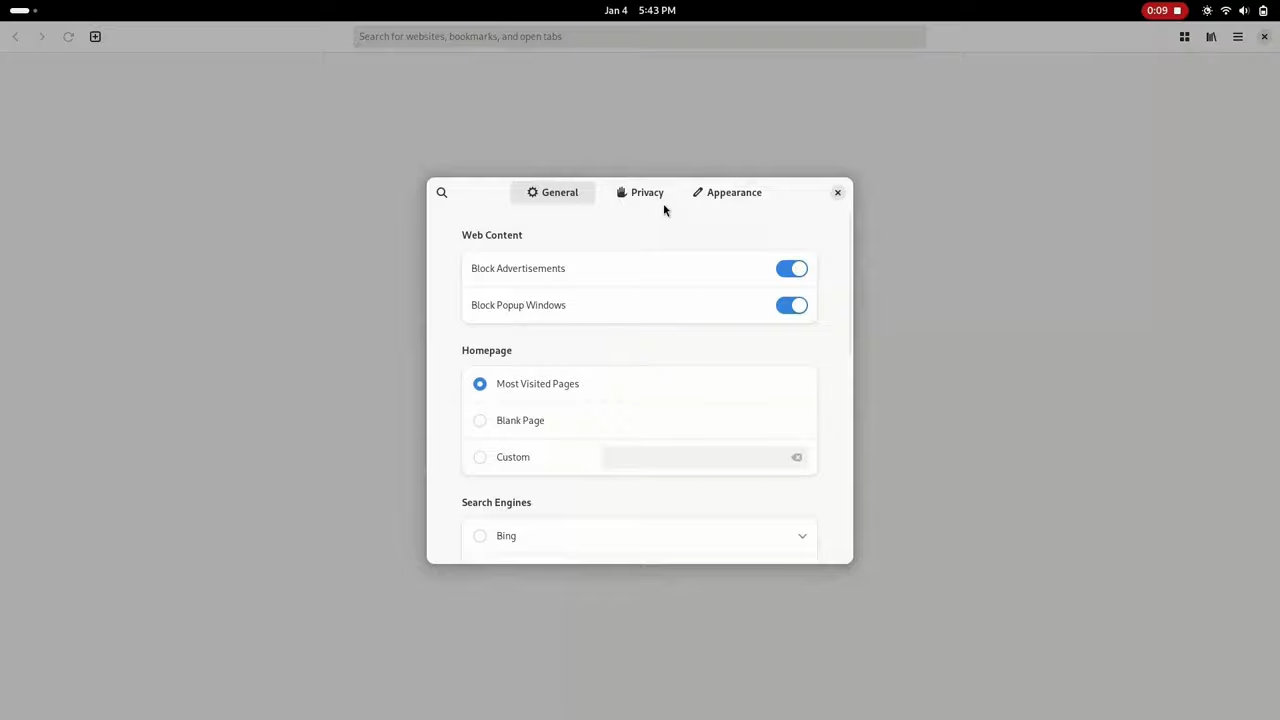 Jan 4 5:43 PM
0:09
Search for websites, bookmarks, and open tabs
General
Privacy
Appearance
Web Content
Block Advertisements
Block Popup Windows
Homepage
Most Visited Pages
Blank Page
Custom
Search Engines
Bing